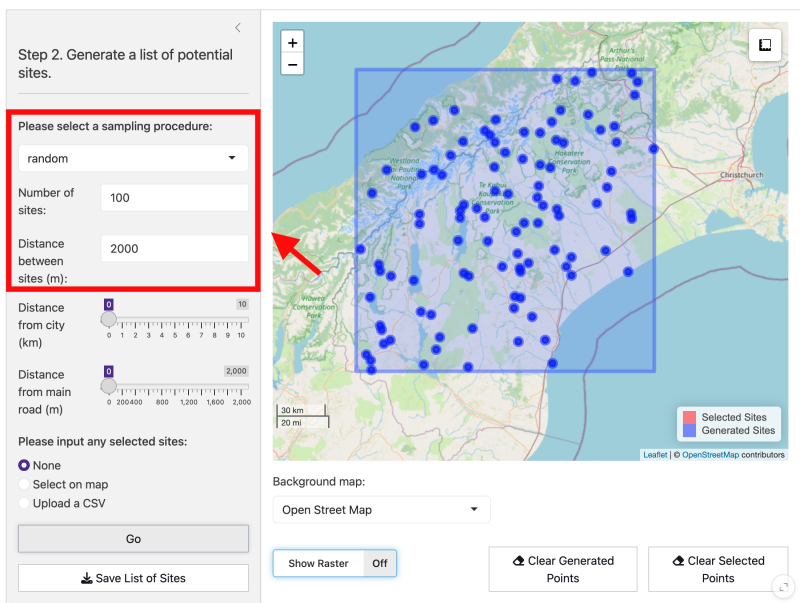 Step 2. Generate a list of potential
sites.
Please select a sampling procedure:
random
Number of
sites:
100
Distance
between
sites (m):
2000
Distance
from city
(km)
0
10
0 1 2 3 4 5 6 7 8 9 10
Distance
from main
road (m)
0
2,000
0 200400 800 1,200 1,600 2,000
Please input any selected sites:
None
Select on map
Upload a CSV
Go
Save List of Sites
+
−
Arthur's
Pass National
Park
Westland
Tai Poutini
National
Park
Hakatere
Conservation
Park
Te Kahui
Kaupeka
Conservation
Park
Christchurch
Hāwea
Conservation
Park
30 km
20 mi
Selected Sites
Generated Sites
Leaflet | © OpenStreetMap contributors
Background map:
Open Street Map
Show Raster Off
Clear Generated
Points
Clear Selected
Points